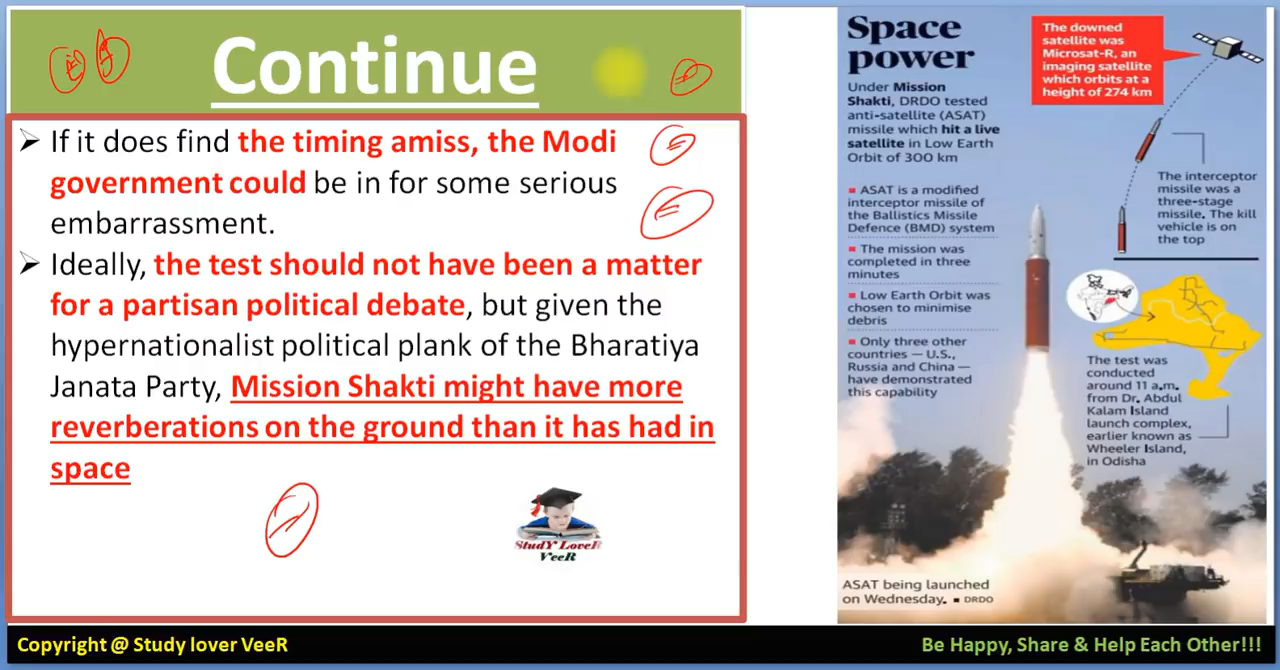 Continue
➢ If it does find the timing amiss, the Modi
government could be in for some serious
embarrassment.
➢ Ideally, the test should not have been a matter
for a partisan political debate, but given the
hypernationalist political plank of the Bharatiya
Janata Party, Mission Shakti might have more
reverberations on the ground than it has had in
space
StudY LoveR
VeeR
Space
power
Under Mission
Shakti, DRDO tested
anti-satellite (ASAT)
missile which hit a live
satellite in Low Earth
Orbit of 300 km
■ ASAT is a modified
interceptor missile of
the Ballistics Missile
Defence (BMD) system
■ The mission was
completed in three
minutes
■ Low Earth Orbit was
chosen to minimise
debris
■ Only three other
countries — U.S.,
Russia and China —
have demonstrated
this capability
The downed
satellite was
Microsat-R, an
imaging satellite
which orbits at a
height of 274 km
The interceptor
missile was a
three-stage
missile. The kill
vehicle is on
the top
The test was
conducted
around 11 a.m.
from Dr. Abdul
Kalam Island
launch complex,
earlier known as
Wheeler Island,
in Odisha
ASAT being launched
on Wednesday. ■ DRDO
Copyright @ Study lover VeeR
Be Happy, Share & Help Each Other!!!